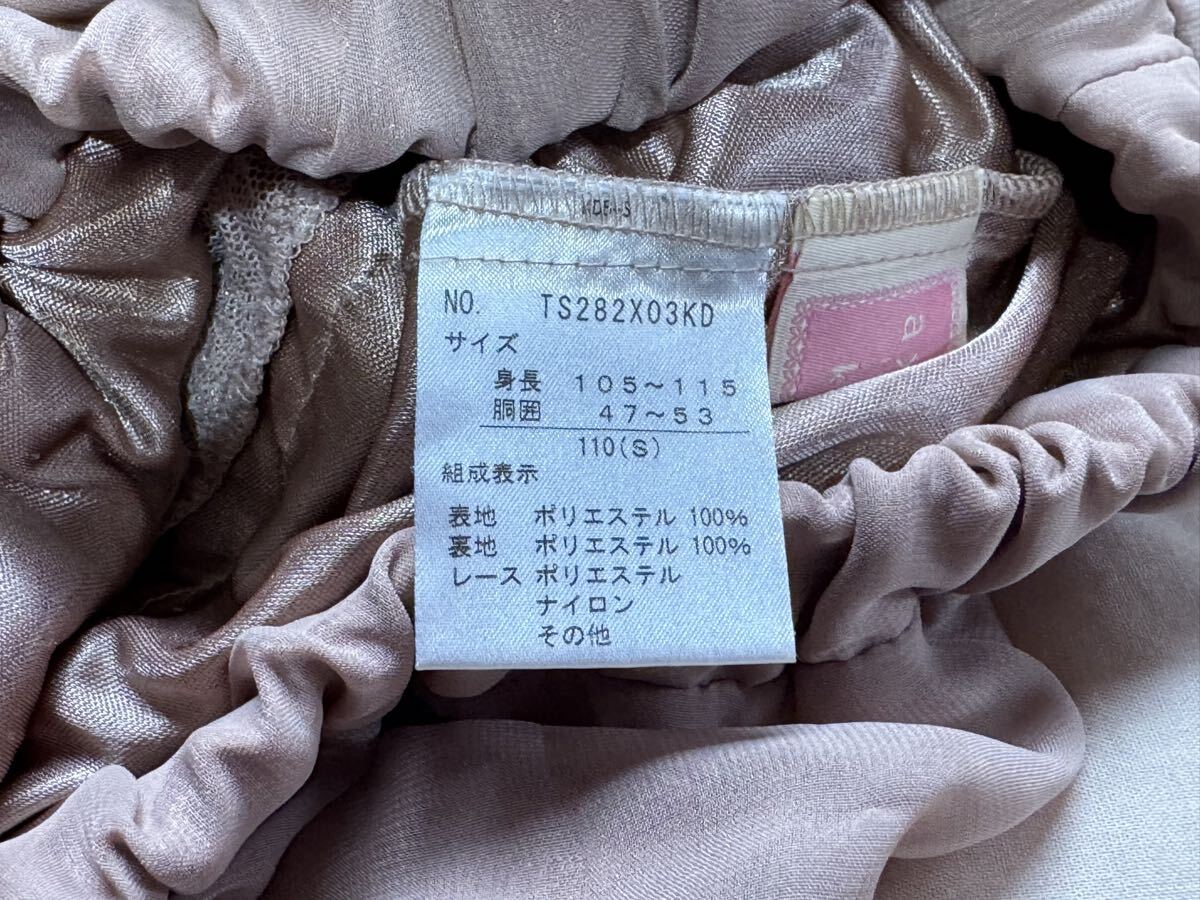 NO. TS282X03KD
サイズ
身長 105～115
胴囲 47～53
110(S)
組成表示
表地 ポリエステル 100%
裏地 ポリエステル 100%
レース ポリエステル
ナイロン
その他